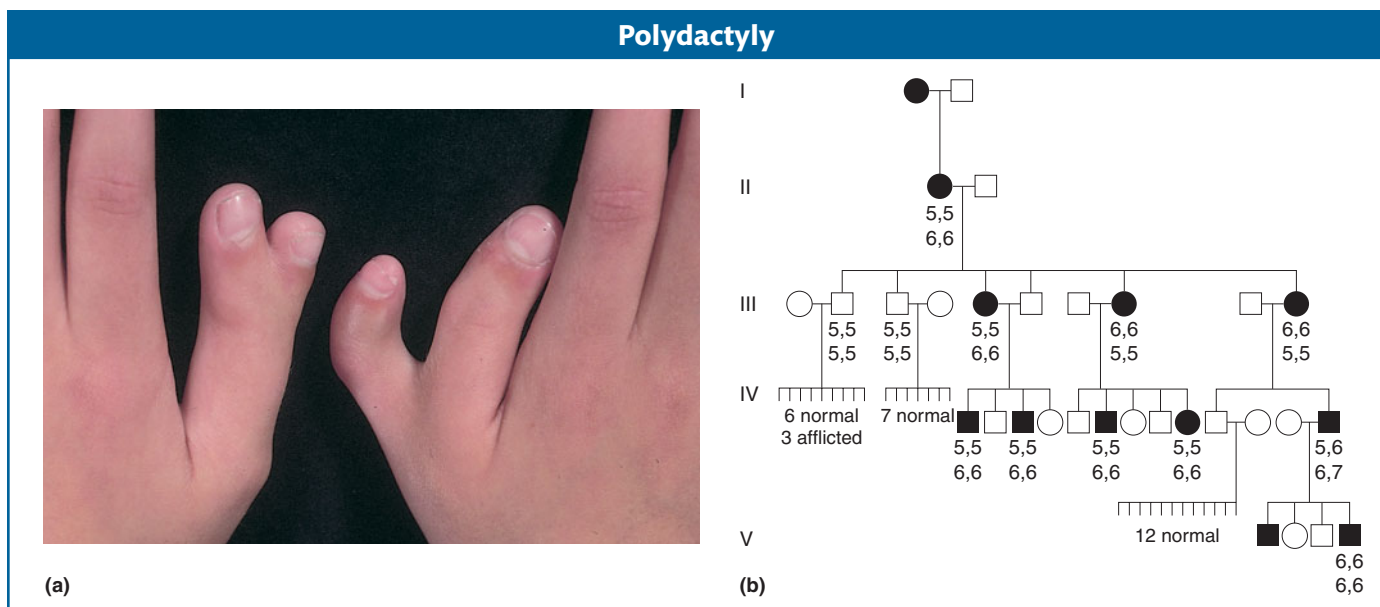 Polydactyly
I
II
5,5
6,6
III
5,5 5,5 5,5 6,6 6,6
5,5 5,5 6,6 5,5 5,5
IV
6 normal 7 normal
3 afflicted
5,5 5,5 5,5 5,5 5,6
6,6 6,6 6,6 6,6 6,7
12 normal
V
6,6
6,6
(a) (b)